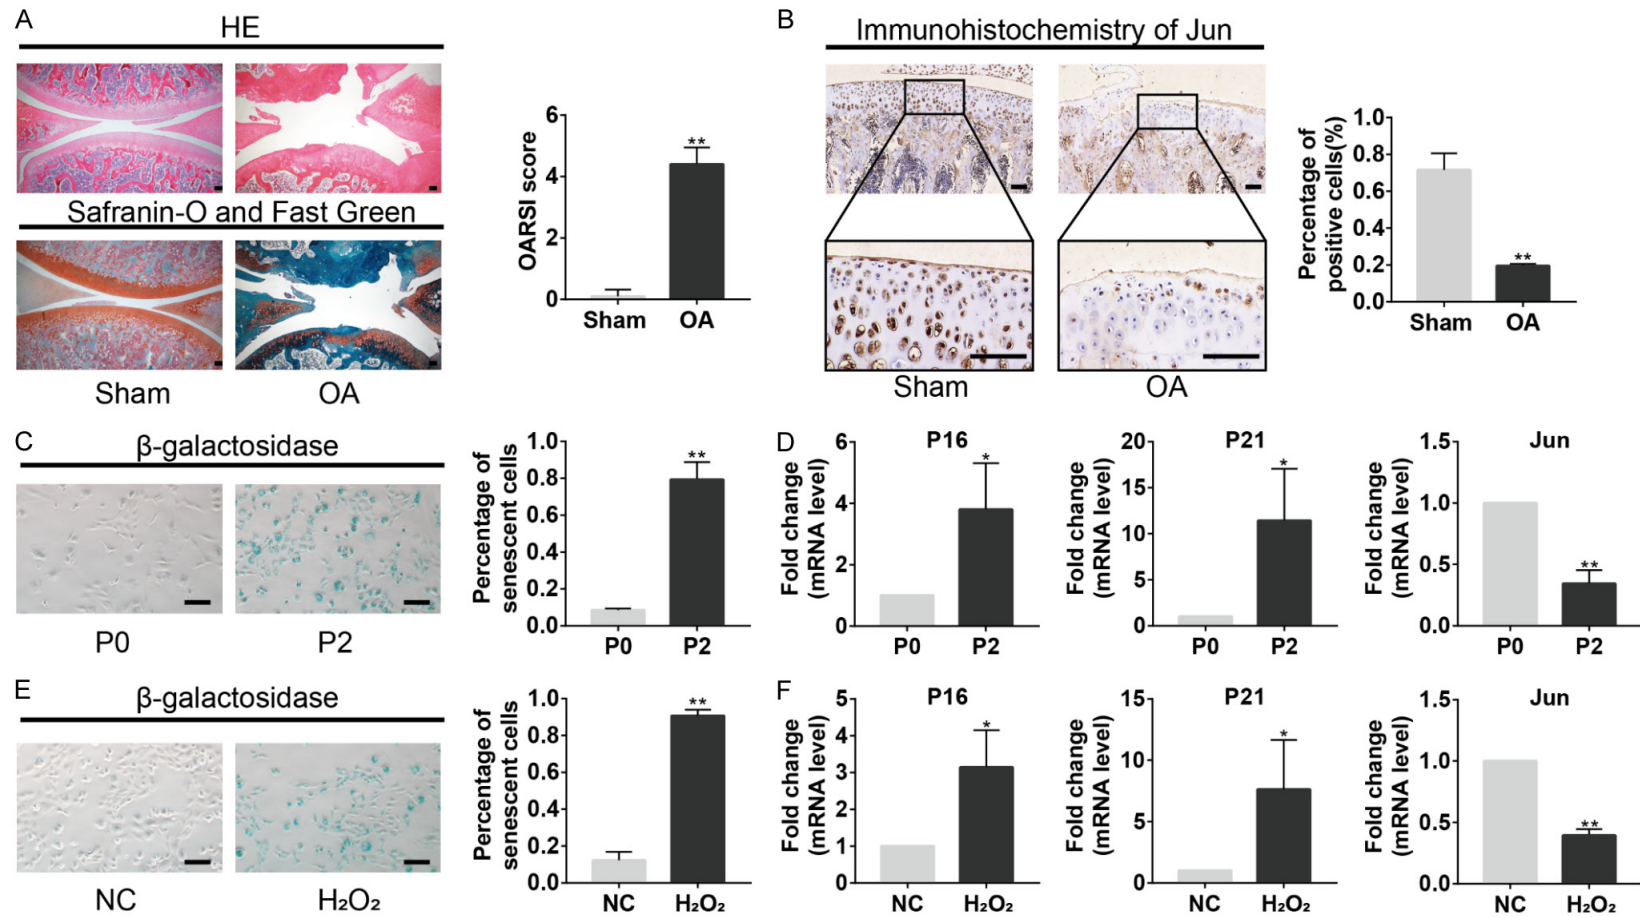 A
HE
Safranin-O and Fast Green
Sham
OA
OARSI score
6
4
2
0
**
Sham
OA
B
Immunohistochemistry of Jun
Sham
OA
Percentage of
positive cells(%)
1.0
0.8
0.6
0.4
0.2
0.0
**
Sham
OA
C
β-galactosidase
P0
P2
Percentage of
senescent cells
1.0
0.8
0.6
0.4
0.2
0.0
**
P0
P2
D
P16
Fold change
(mRNA level)
6
4
2
0
*
P0
P2
P21
Fold change
(mRNA level)
20
15
10
5
0
*
P0
P2
Jun
Fold change
(mRNA level)
1.5
1.0
0.5
0.0
**
P0
P2
E
β-galactosidase
NC
H₂O₂
Percentage of
senescent cells
1.0
0.8
0.6
0.4
0.2
0.0
**
NC
H₂O₂
F
P16
Fold change
(mRNA level)
5
4
3
2
1
0
*
NC
H₂O₂
P21
Fold change
(mRNA level)
15
10
5
0
*
NC
H₂O₂
Jun
Fold change
(mRNA level)
1.5
1.0
0.5
0.0
**
NC
H₂O₂